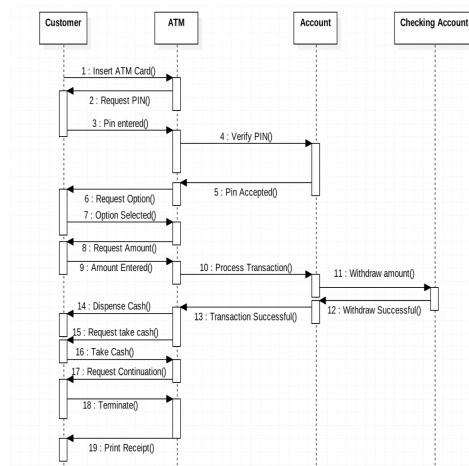 Customer
ATM
Account
Checking Account
1 : Insert ATM Card()
2 : Request PIN()
3 : Pin entered()
4 : Verify PIN()
5 : Pin Accepted()
6 : Request Option()
7 : Option Selected()
8 : Request Amount()
9 : Amount Entered()
10 : Process Transaction()
11 : Withdraw amount()
12 : Withdraw Successful()
13 : Transaction Successful()
14 : Dispense Cash()
15 : Request take cash()
16 : Take Cash()
17 : Request Continuation()
18 : Terminate()
19 : Print Receipt()